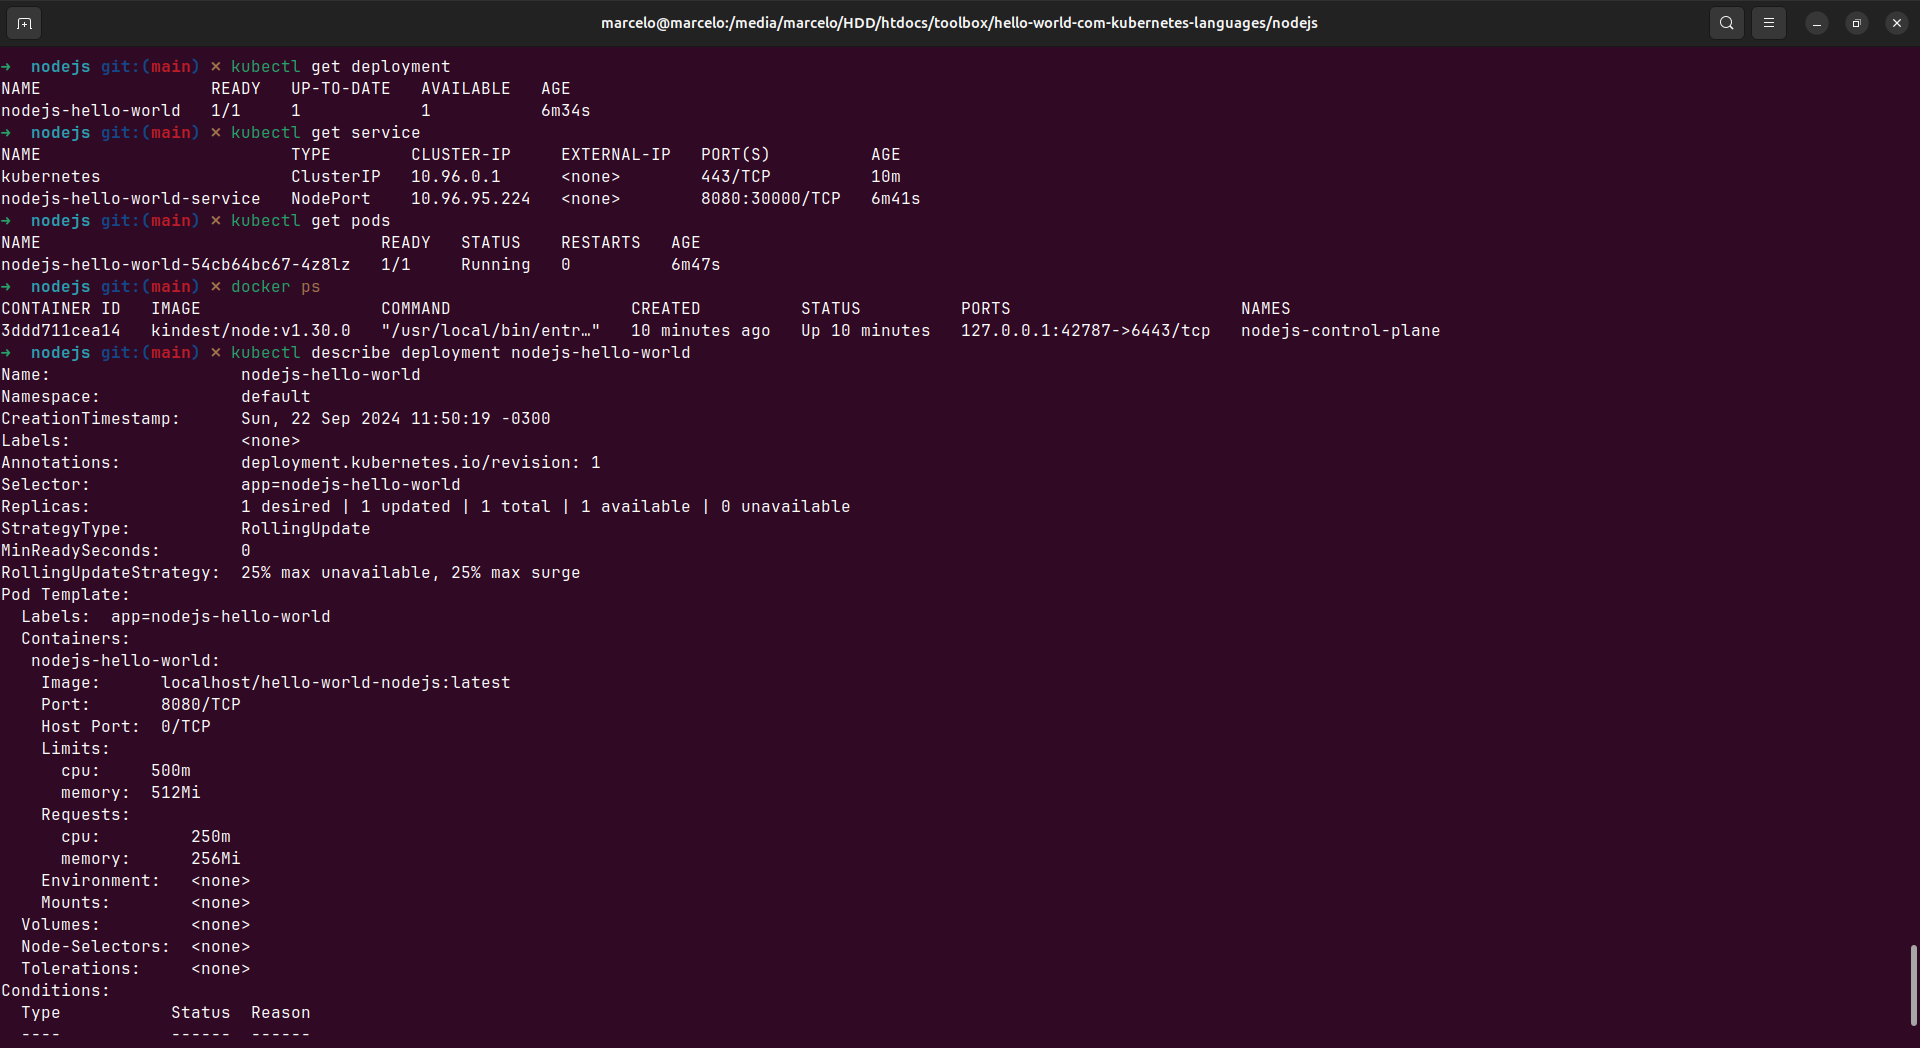 marcelo@marcelo:/media/marcelo/HDD/htdocs/toolbox/hello-world-com-kubernetes-languages/nodejs
➜  nodejs git:(main) ✗ kubectl get deployment
NAME                 READY   UP-TO-DATE   AVAILABLE   AGE
nodejs-hello-world   1/1     1            1           6m34s
➜  nodejs git:(main) ✗ kubectl get service
NAME                         TYPE        CLUSTER-IP     EXTERNAL-IP   PORT(S)          AGE
kubernetes                   ClusterIP   10.96.0.1      <none>        443/TCP          10m
nodejs-hello-world-service   NodePort    10.96.95.224   <none>        8080:30000/TCP   6m41s
➜  nodejs git:(main) ✗ kubectl get pods
NAME                                  READY   STATUS    RESTARTS   AGE
nodejs-hello-world-54cb64bc67-4z8lz   1/1     Running   0          6m47s
➜  nodejs git:(main) ✗ docker ps
CONTAINER ID   IMAGE                  COMMAND                  CREATED          STATUS          PORTS                       NAMES
3ddd711cea14   kindest/node:v1.30.0   "/usr/local/bin/entr…"   10 minutes ago   Up 10 minutes   127.0.0.1:42787->6443/tcp   nodejs-control-plane
➜  nodejs git:(main) ✗ kubectl describe deployment nodejs-hello-world
Name:                   nodejs-hello-world
Namespace:              default
CreationTimestamp:      Sun, 22 Sep 2024 11:50:19 -0300
Labels:                 <none>
Annotations:            deployment.kubernetes.io/revision: 1
Selector:               app=nodejs-hello-world
Replicas:               1 desired | 1 updated | 1 total | 1 available | 0 unavailable
StrategyType:           RollingUpdate
MinReadySeconds:        0
RollingUpdateStrategy:  25% max unavailable, 25% max surge
Pod Template:
  Labels:  app=nodejs-hello-world
  Containers:
   nodejs-hello-world:
    Image:      localhost/hello-world-nodejs:latest
    Port:       8080/TCP
    Host Port:  0/TCP
    Limits:
      cpu:     500m
      memory:  512Mi
    Requests:
      cpu:         250m
      memory:      256Mi
    Environment:   <none>
    Mounts:        <none>
  Volumes:         <none>
  Node-Selectors:  <none>
  Tolerations:     <none>
Conditions:
  Type           Status  Reason
  ----           ------  ------